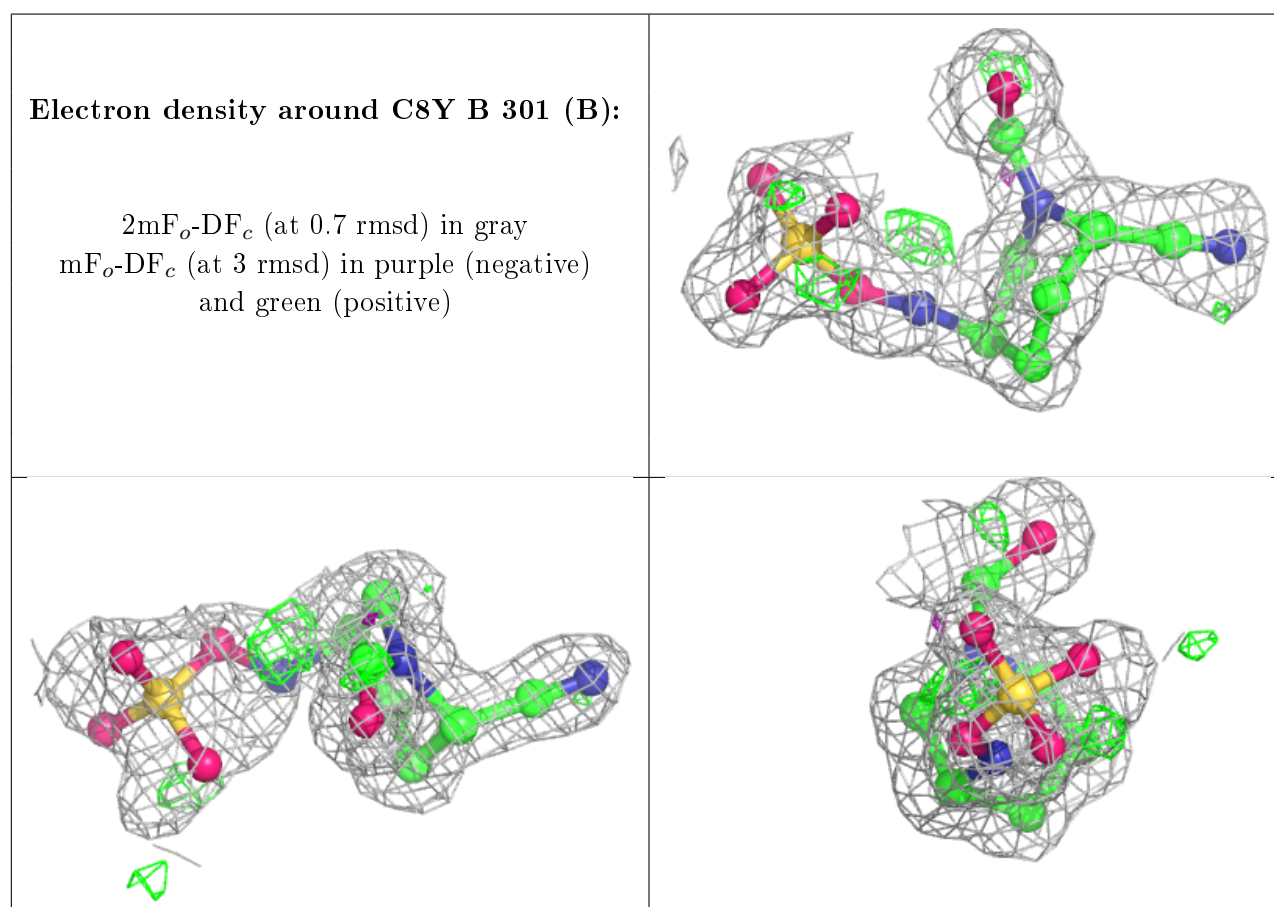 Electron density around C8Y B 301 (B):
2mFo-DFc (at 0.7 rmsd) in gray
mFo-DFc (at 3 rmsd) in purple (negative)
and green (positive)